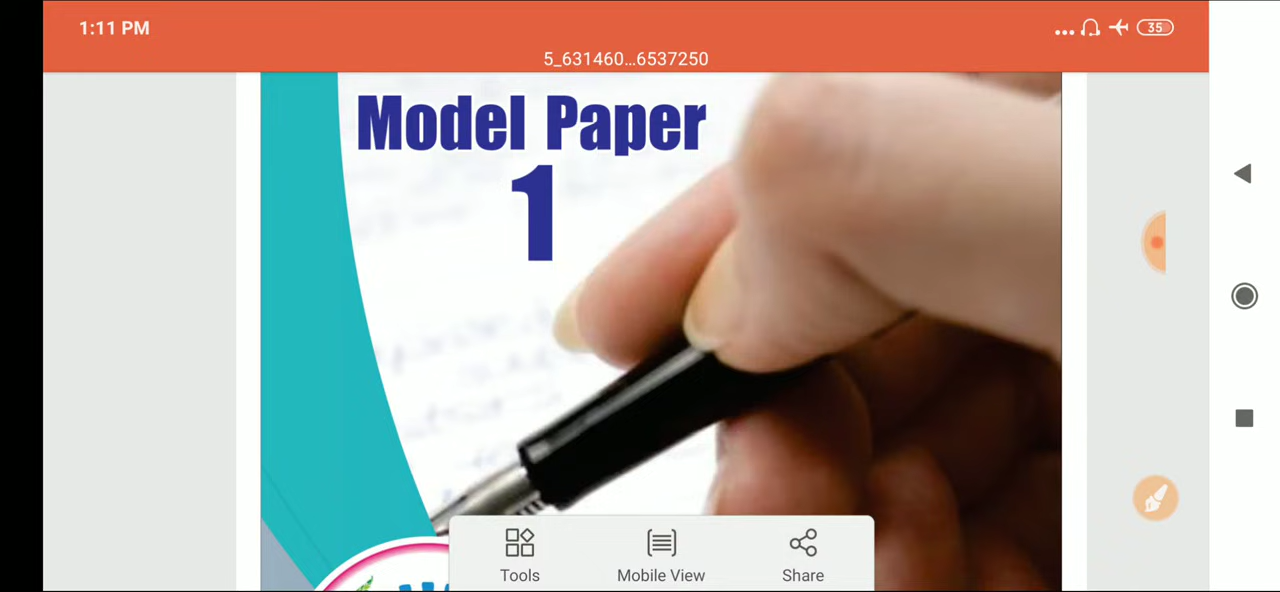 1:11 PM
35
5_631460...6537250
Model Paper
1
Tools
Mobile View
Share